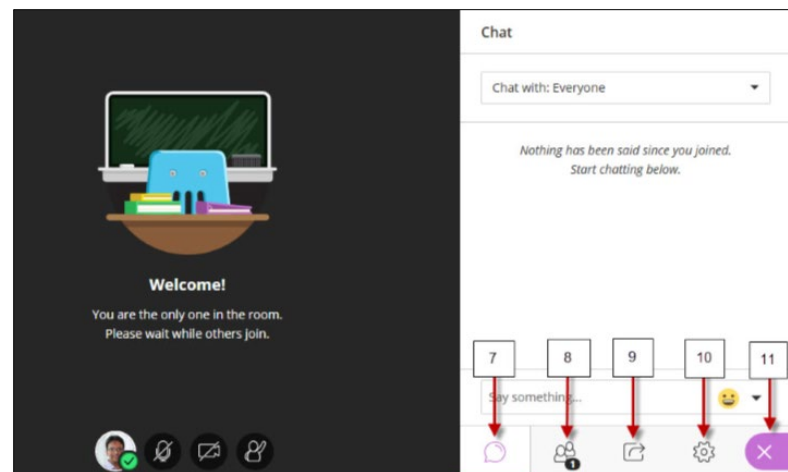 Chat
Chat with: Everyone
Nothing has been said since you joined.
Start chatting below.
Welcome!
You are the only one in the room.
Please wait while others join.
7
8
9
10
11
Say something...
1